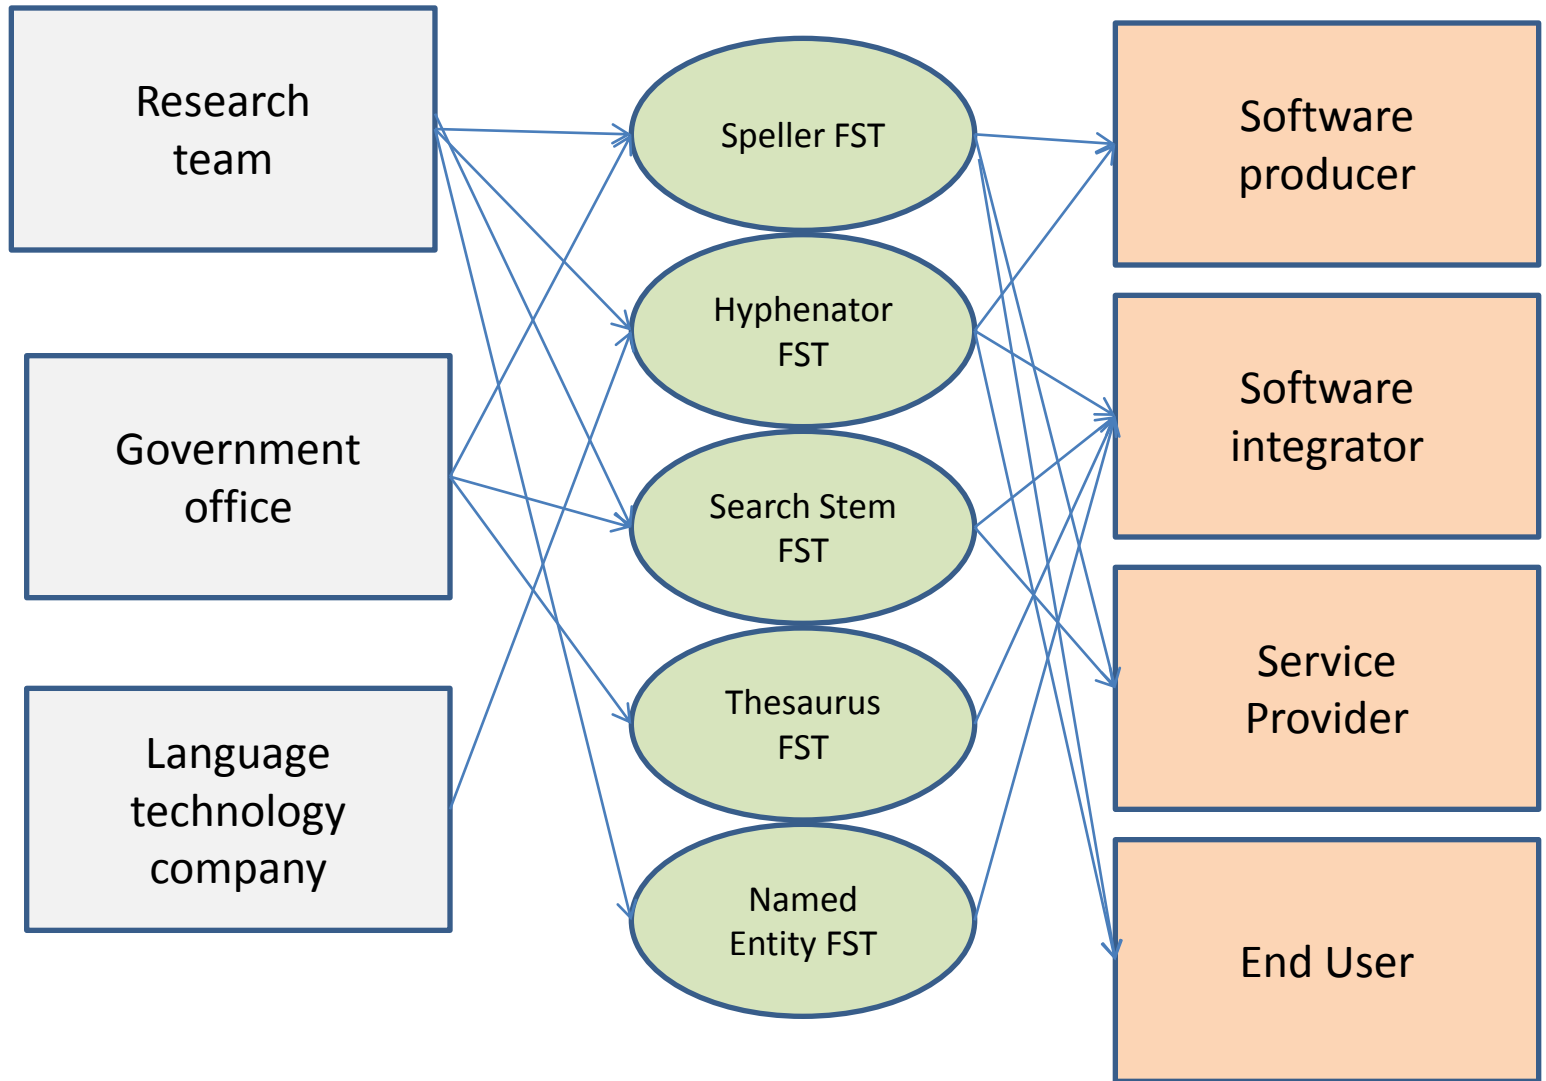 Research
team
Government
office
Language
technology
company
Speller FST
Hyphenator
FST
Search Stem
FST
Thesaurus
FST
Named
Entity FST
Software
producer
Software
integrator
Service
Provider
End User